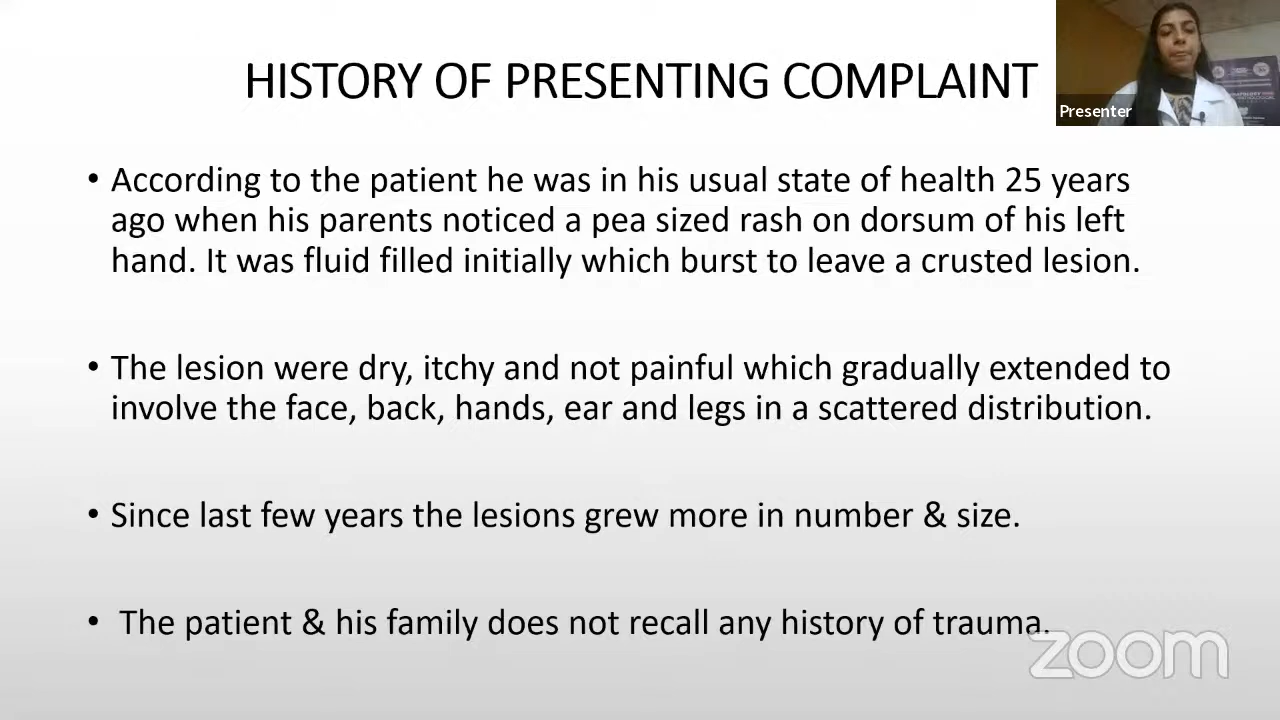 HISTORY OF PRESENTING COMPLAINT
Presenter
• According to the patient he was in his usual state of health 25 years
ago when his parents noticed a pea sized rash on dorsum of his left
hand. It was fluid filled initially which burst to leave a crusted lesion.
• The lesion were dry, itchy and not painful which gradually extended to
involve the face, back, hands, ear and legs in a scattered distribution.
• Since last few years the lesions grew more in number & size.
• The patient & his family does not recall any history of trauma.
zoom